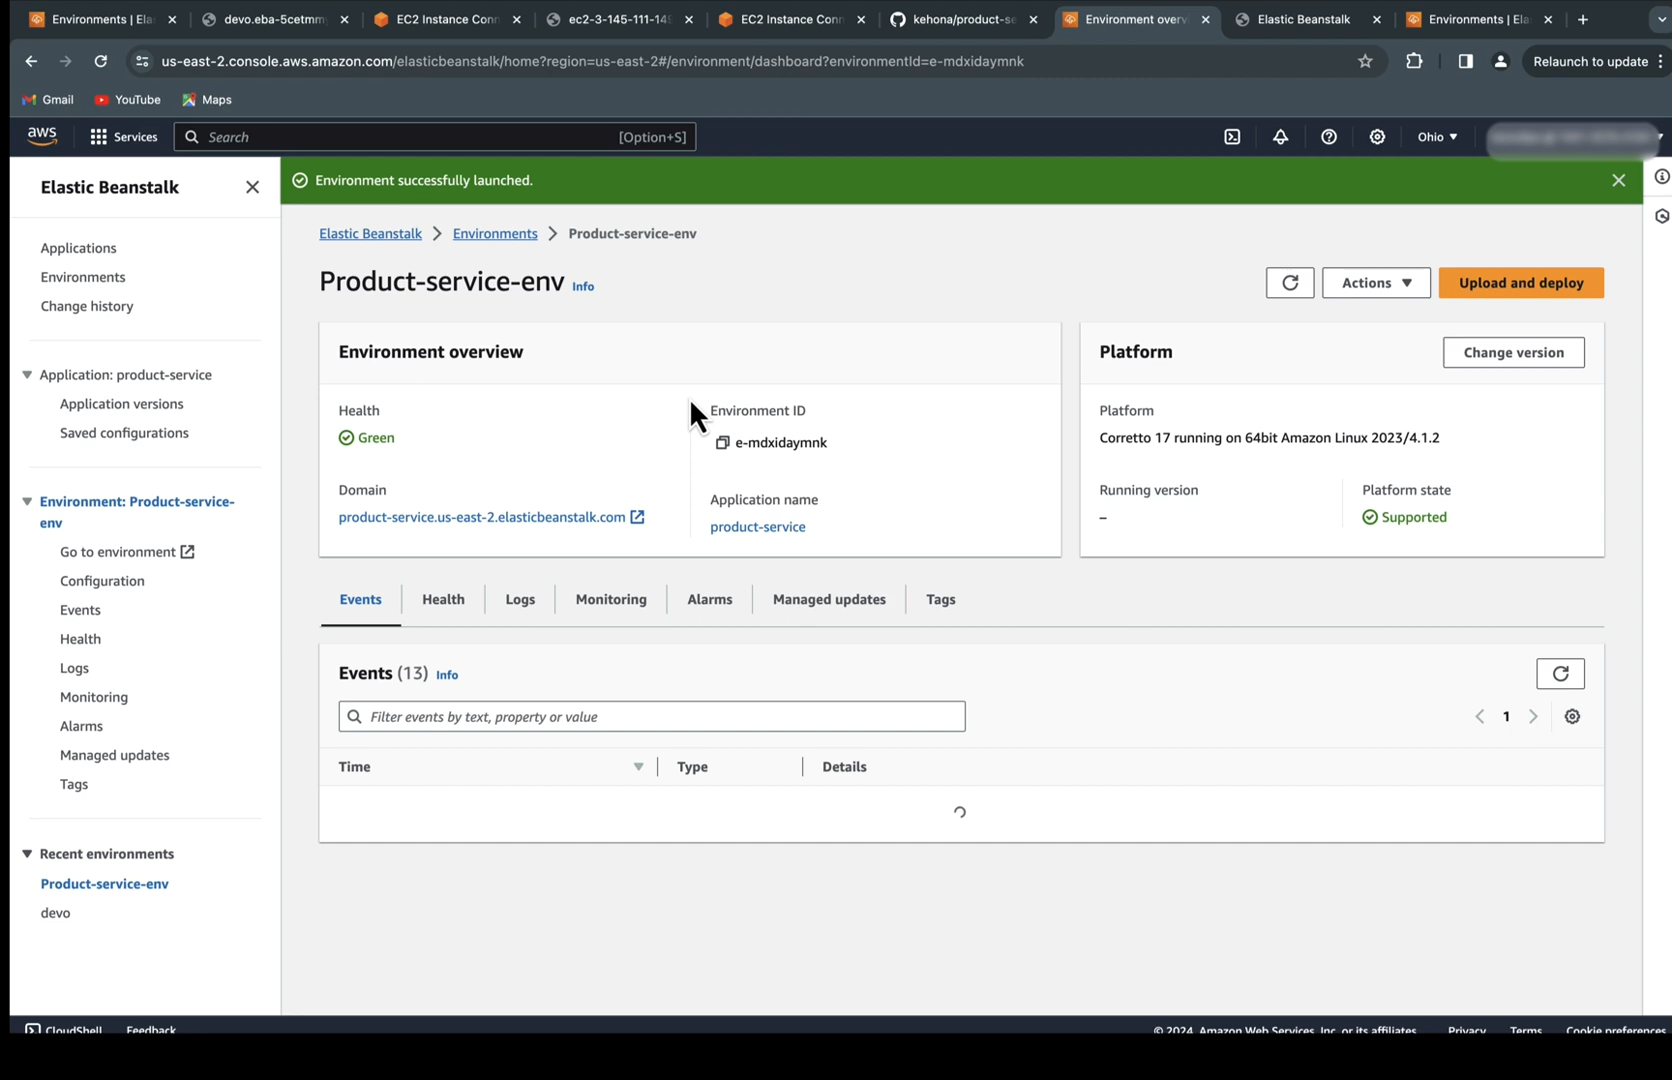 Environments | Ela
devo.eba-5cetmm
EC2 Instance Conn
ec2-3-145-111-14
EC2 Instance Conn
kehona/product-se
Environment overv
Elastic Beanstalk
Environments | Ela
us-east-2.console.aws.amazon.com/elasticbeanstalk/home?region=us-east-2#/environment/dashboard?environmentId=e-mdxidaymnk
Relaunch to update
Gmail
YouTube
Maps
aws
Services
Search
[Option+S]
Ohio
Elastic Beanstalk
Applications
Environments
Change history
Application: product-service
Application versions
Saved configurations
Environment: Product-service-
env
Go to environment
Configuration
Events
Health
Logs
Monitoring
Alarms
Managed updates
Tags
Recent environments
Product-service-env
devo
Environment successfully launched.
Elastic Beanstalk
Environments
Product-service-env
Product-service-env Info
Actions
Upload and deploy
Environment overview
Health
Green
Domain
product-service.us-east-2.elasticbeanstalk.com
Environment ID
e-mdxidaymnk
Application name
product-service
Platform
Change version
Platform
Corretto 17 running on 64bit Amazon Linux 2023/4.1.2
Running version
–
Platform state
Supported
Events
Health
Logs
Monitoring
Alarms
Managed updates
Tags
Events (13) Info
Filter events by text, property or value
1
Time
Type
Details
CloudShell
Feedback
© 2024, Amazon Web Services, Inc. or its affiliates.
Privacy
Terms
Cookie preferences